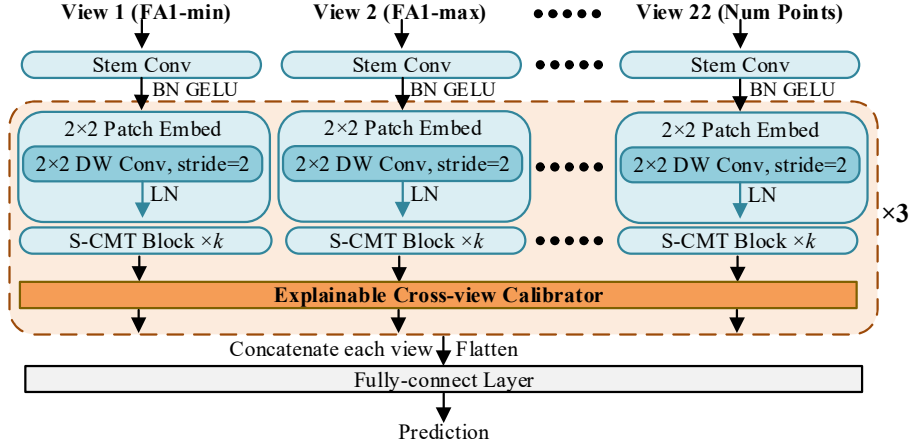 View 1 (FA1-min) View 2 (FA1-max) View 22 (Num Points)
Stem Conv Stem Conv Stem Conv
BN GELU BN GELU BN GELU
2×2 Patch Embed 2×2 Patch Embed 2×2 Patch Embed
2×2 DW Conv, stride=2 2×2 DW Conv, stride=2 2×2 DW Conv, stride=2
LN LN LN
×3
S-CMT Block ×k S-CMT Block ×k S-CMT Block ×k
Explainable Cross-view Calibrator
Concatenate each view Flatten
Fully-connect Layer
Prediction